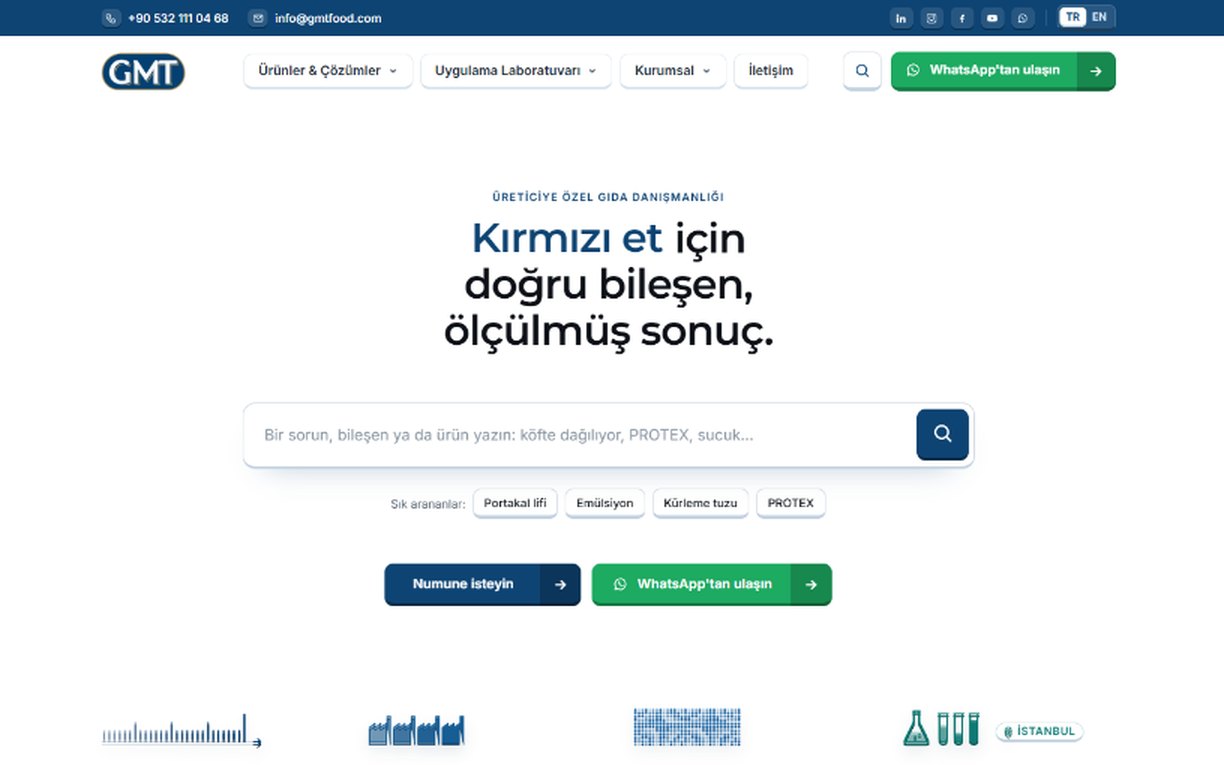 +90 532 111 04 68 info@gmtfood.com TR EN
GMT Ürünler & Çözümler Uygulama Laboratuvarı Kurumsal İletişim WhatsApp'tan ulaşın
ÜRETİCİYE ÖZEL GIDA DANIŞMANLIĞI
Kırmızı et için
doğru bileşen,
ölçülmüş sonuç.
Bir sorun, bileşen ya da ürün yazın: köfte dağılıyor, PROTEX, sucuk...
Sık arananlar: Portakal lifi Emülsiyon Kürleme tuzu PROTEX
Numune isteyin WhatsApp'tan ulaşın
İSTANBUL